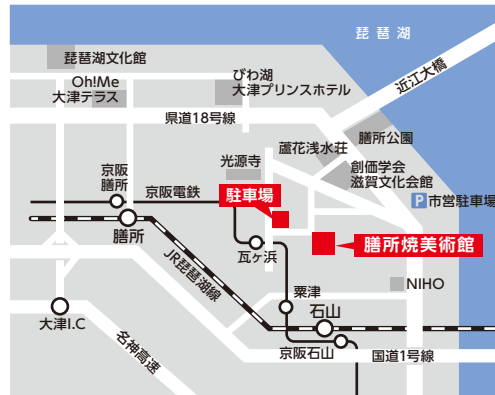 琵琶湖
琵琶湖文化館
Oh!Me
大津テラス
びわ湖
大津プリンスホテル
近江大橋
県道18号線
膳所公園
蘆花浅水荘
光源寺
創価学会
滋賀文化会館
京阪
膳所
京阪電鉄
駐車場
P市営駐車場
膳所
瓦ヶ浜
膳所焼美術館
JR琵琶湖線
粟津
NIHO
大津I.C
石山
名神高速
京阪石山
国道1号線